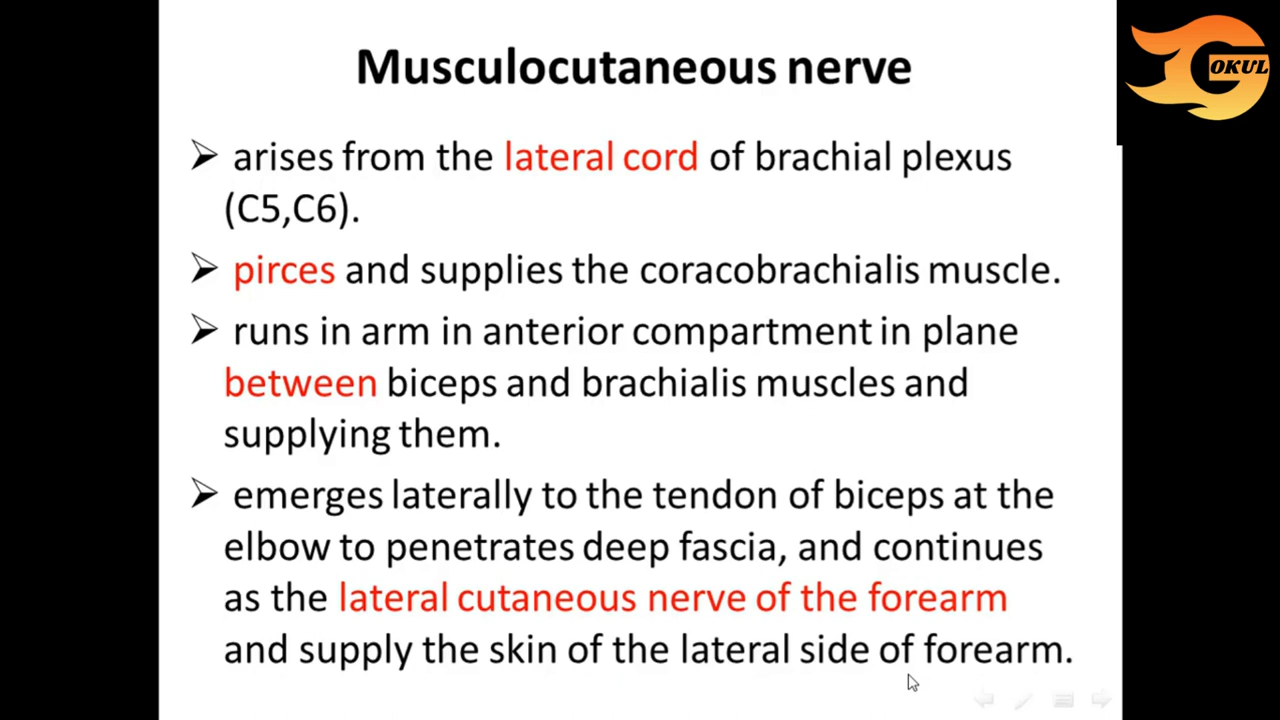 Musculocutaneous nerve
OKUL
➢ arises from the lateral cord of brachial plexus
(C5,C6).
➢ pirces and supplies the coracobrachialis muscle.
➢ runs in arm in anterior compartment in plane
between biceps and brachialis muscles and
supplying them.
➢ emerges laterally to the tendon of biceps at the
elbow to penetrates deep fascia, and continues
as the lateral cutaneous nerve of the forearm
and supply the skin of the lateral side of forearm.